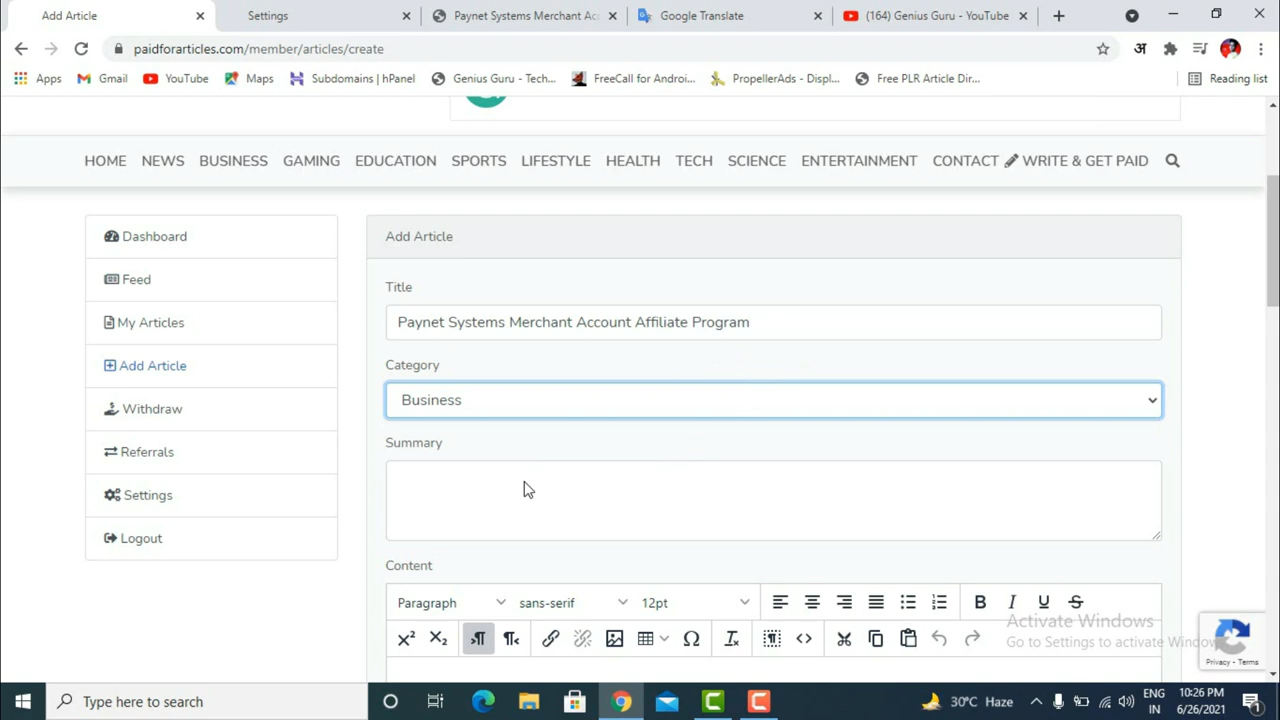 Add Article
Settings
Paynet Systems Merchant Acc
Google Translate
(164) Genius Guru - YouTube
paidforarticles.com/member/articles/create
अ
Apps
Gmail
YouTube
Maps
Subdomains | hPanel
Genius Guru - Tech...
FreeCall for Androi...
PropellerAds - Displ...
Free PLR Article Dir...
Reading list
HOME NEWS BUSINESS GAMING EDUCATION SPORTS LIFESTYLE HEALTH TECH SCIENCE ENTERTAINMENT CONTACT WRITE & GET PAID
Dashboard
Feed
My Articles
Add Article
Withdraw
Referrals
Settings
Logout
Add Article
Title
Paynet Systems Merchant Account Affiliate Program
Category
Business
Summary
Content
Paragraph sans-serif 12pt B I U S
Activate Windows
Go to Settings to activate Windows
Privacy - Terms
Type here to search
30°C Haze
ENG
IN
10:26 PM
6/26/2021
1